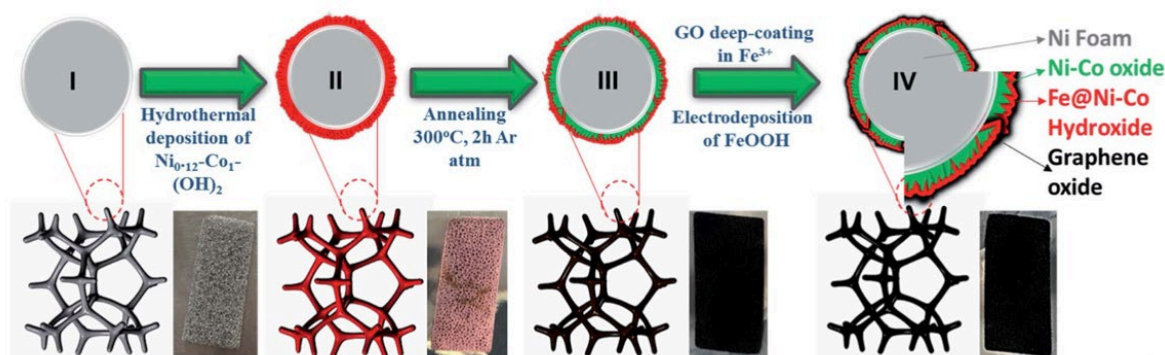 I
Hydrothermal
deposition of
Ni₀.₁₂-Co₁-
(OH)₂
II
Annealing
300°C, 2h Ar
atm
III
GO deep-coating
in Fe³⁺
Electrodeposition
of FeOOH
IV
Ni Foam
Ni-Co oxide
Fe@Ni-Co
Hydroxide
Graphene
oxide